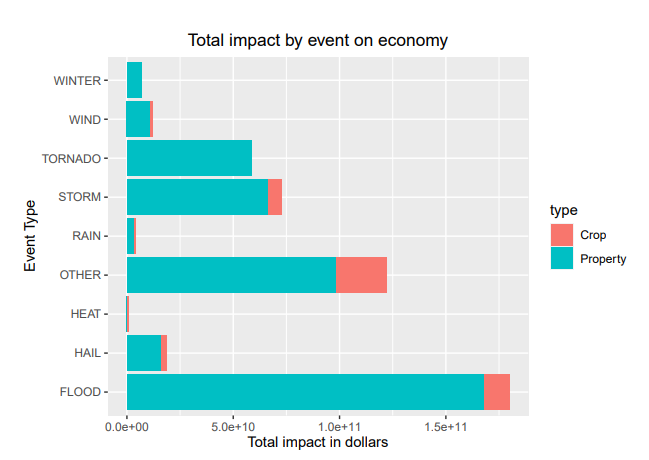 Total impact by event on economy
Event Type
WINTER
WIND
TORNADO
STORM
RAIN
OTHER
HEAT
HAIL
FLOOD
0.0e+00 5.0e+10 1.0e+11 1.5e+11
Total impact in dollars
type
Crop
Property